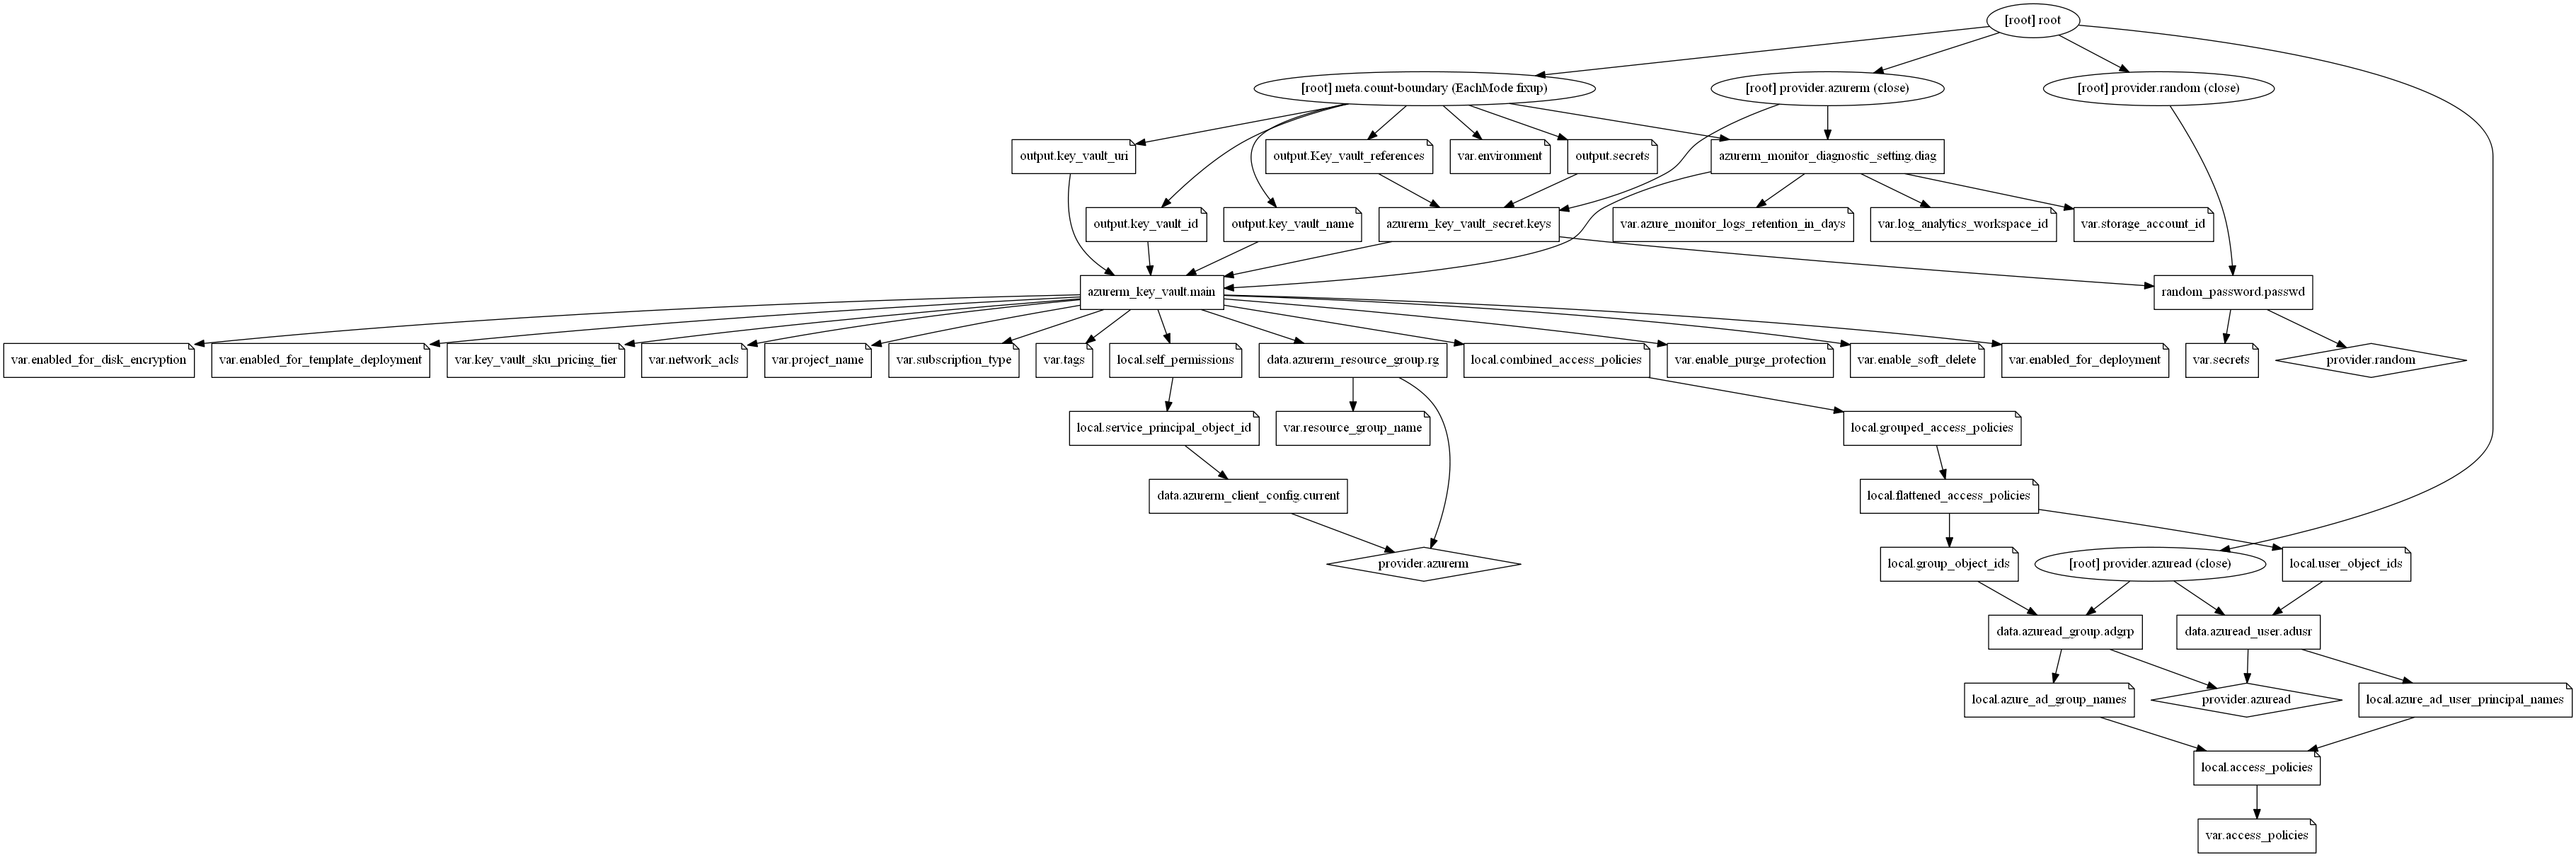 [root] root
[root] meta.count-boundary (EachMode fixup)
[root] provider.azurerm (close)
[root] provider.random (close)
output.key_vault_uri
output.Key_vault_references
var.environment
output.secrets
azurerm_monitor_diagnostic_setting.diag
output.key_vault_id
output.key_vault_name
azurerm_key_vault_secret.keys
var.azure_monitor_logs_retention_in_days
var.log_analytics_workspace_id
var.storage_account_id
azurerm_key_vault.main
random_password.passwd
var.enabled_for_disk_encryption
var.enabled_for_template_deployment
var.key_vault_sku_pricing_tier
var.network_acls
var.project_name
var.subscription_type
var.tags
local.self_permissions
data.azurerm_resource_group.rg
local.combined_access_policies
var.enable_purge_protection
var.enable_soft_delete
var.enabled_for_deployment
var.secrets
provider.random
local.service_principal_object_id
var.resource_group_name
local.grouped_access_policies
data.azurerm_client_config.current
local.flattened_access_policies
provider.azurerm
local.group_object_ids
[root] provider.azuread (close)
local.user_object_ids
data.azuread_group.adgrp
data.azuread_user.adusr
local.azure_ad_group_names
provider.azuread
local.azure_ad_user_principal_names
local.access_policies
var.access_policies